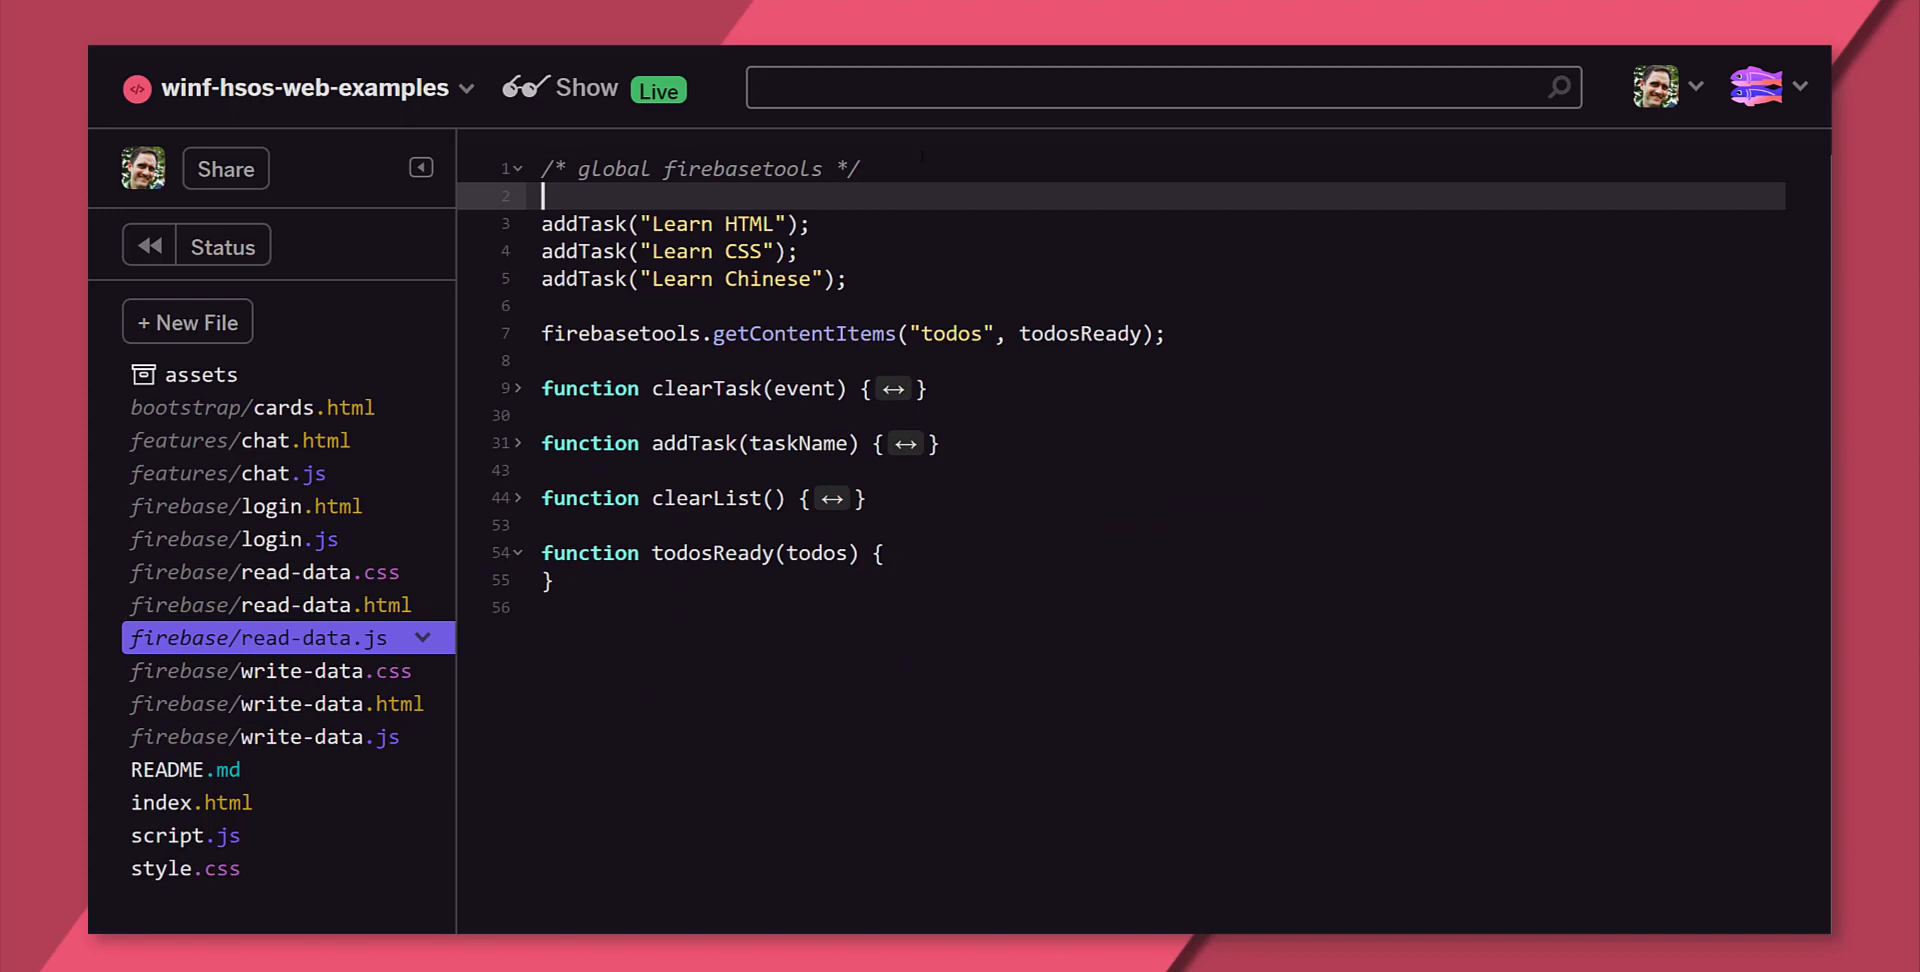 winf-hsos-web-examples Show Live
Share
Status
+ New File
assets
bootstrap/cards.html
features/chat.html
features/chat.js
firebase/login.html
firebase/login.js
firebase/read-data.css
firebase/read-data.html
firebase/read-data.js
firebase/write-data.css
firebase/write-data.html
firebase/write-data.js
README.md
index.html
script.js
style.css
1 /* global firebasetools */
2
3 addTask("Learn HTML");
4 addTask("Learn CSS");
5 addTask("Learn Chinese");
6
7 firebasetools.getContentItems("todos", todosReady);
8
9 function clearTask(event) {↔}
30
31 function addTask(taskName) {↔}
43
44 function clearList() {↔}
53
54 function todosReady(todos) {
55 }
56